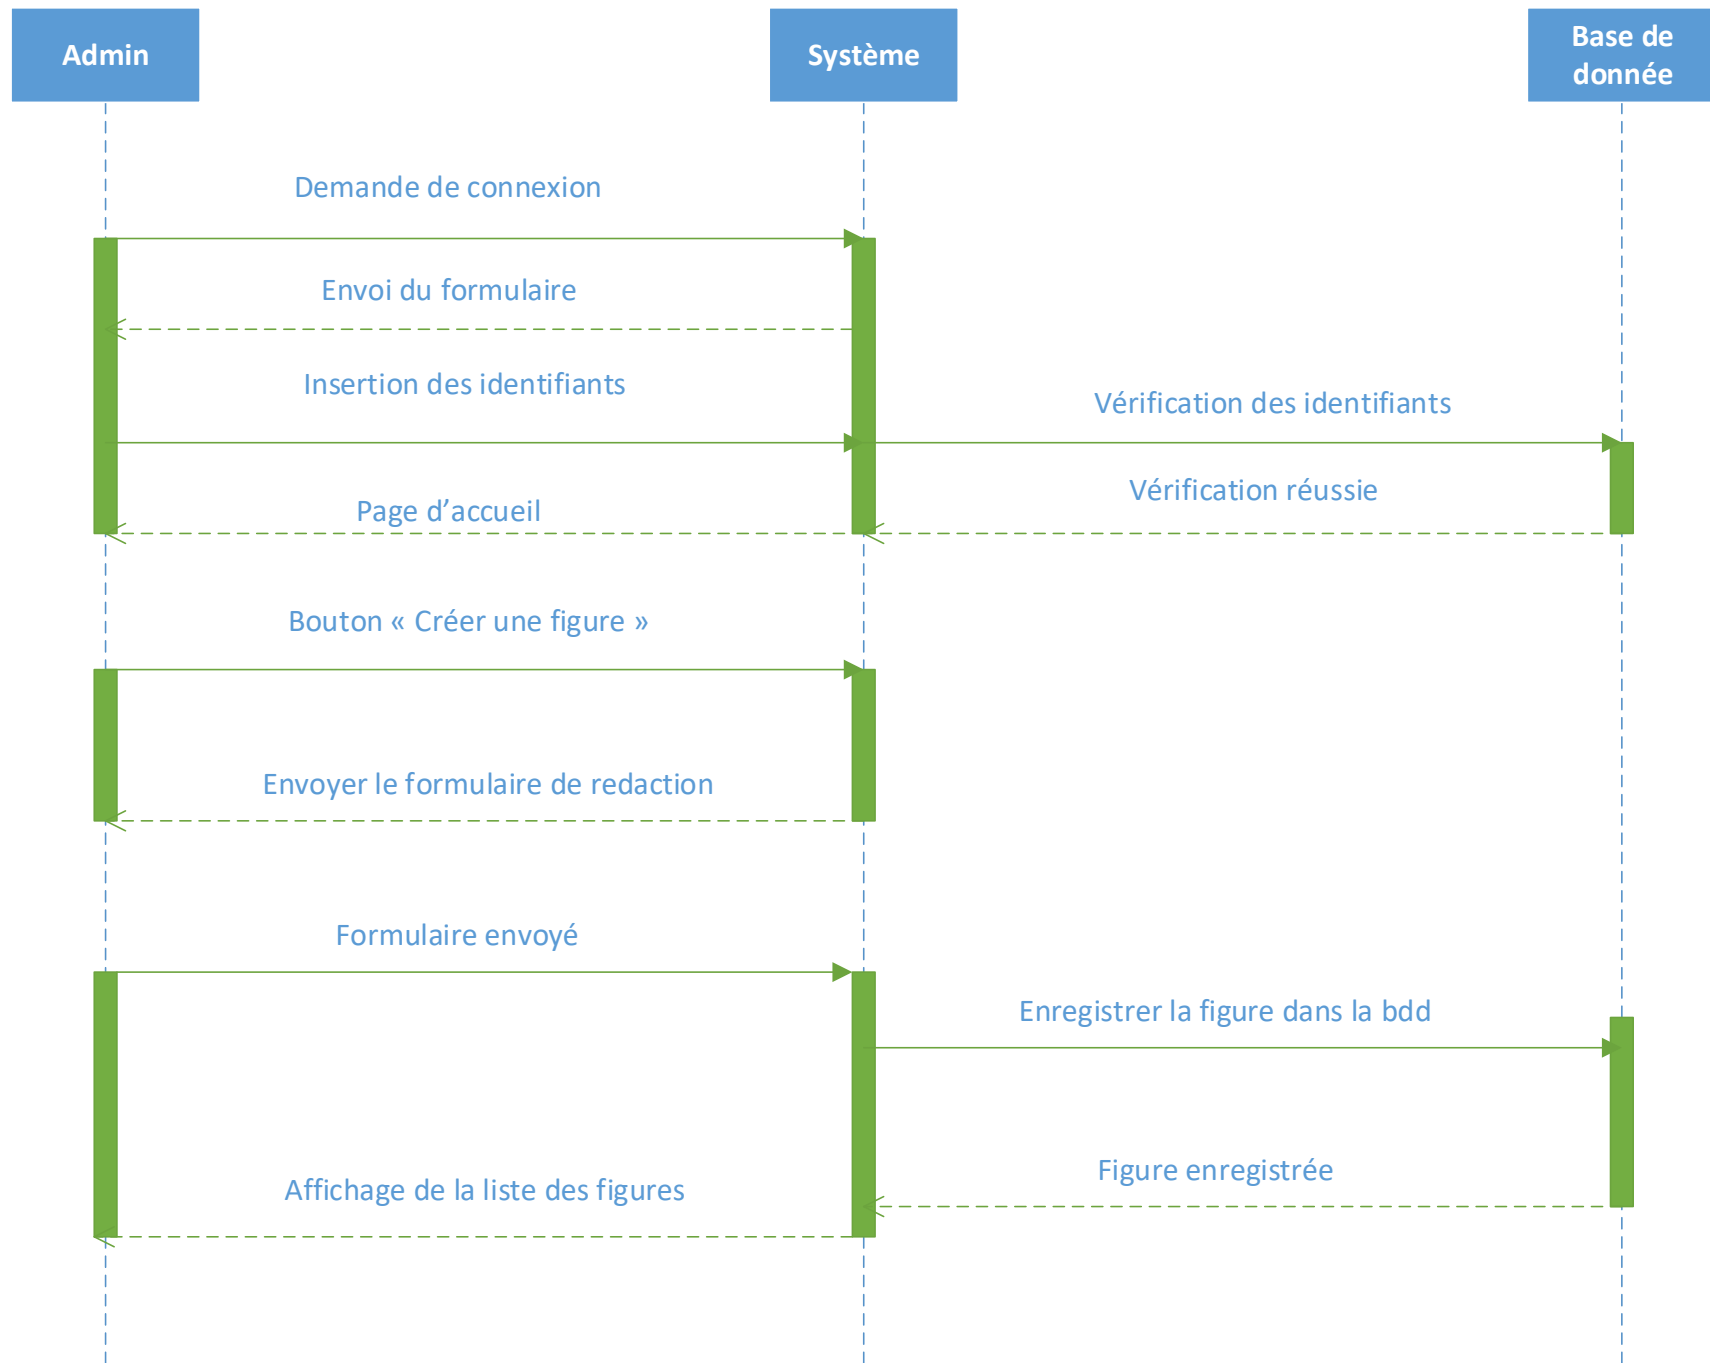 Admin
Système
Base de
donnée
Demande de connexion
Envoi du formulaire
Insertion des identifiants
Vérification des identifiants
Vérification réussie
Page d’accueil
Bouton « Créer une figure »
Envoyer le formulaire de redaction
Formulaire envoyé
Enregistrer la figure dans la bdd
Figure enregistrée
Affichage de la liste des figures